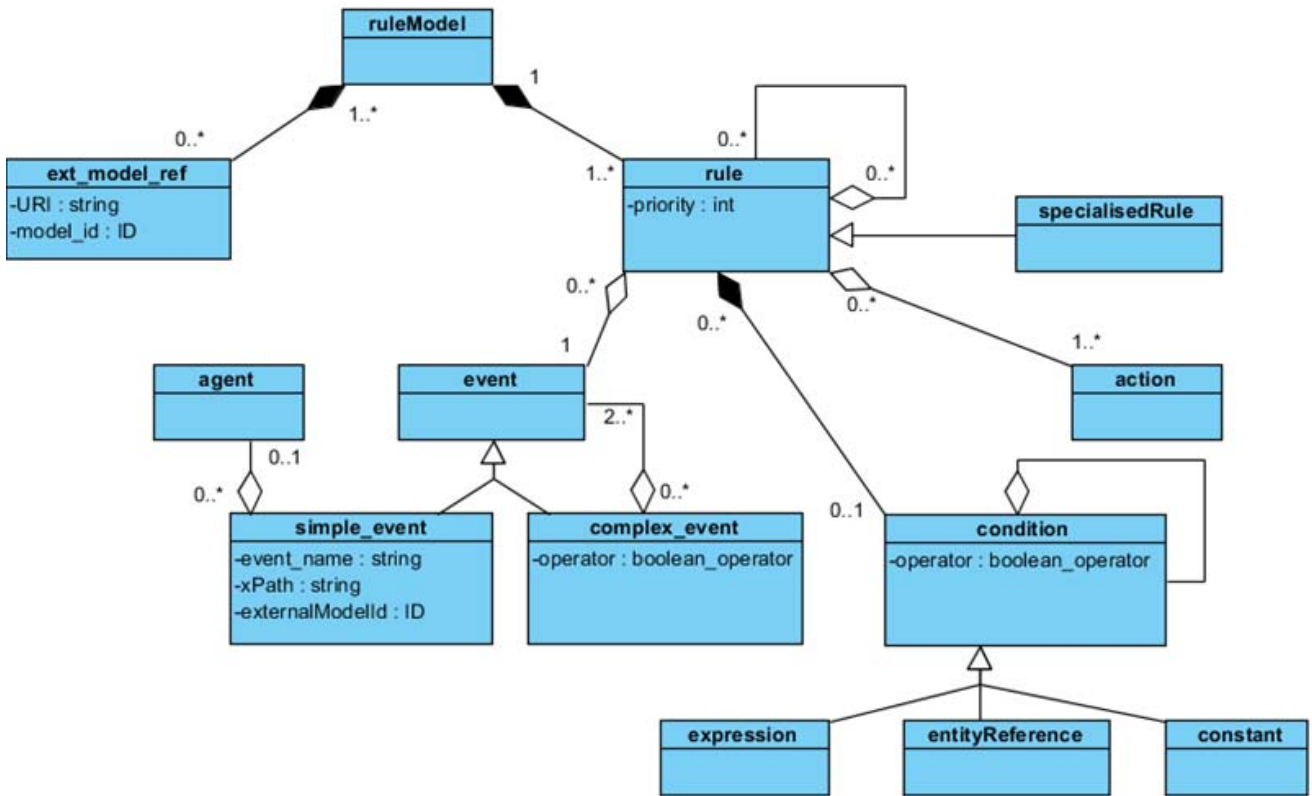 ruleModel
1
1..*
0..*
0..*
ext_model_ref
-URI : string
-model_id : ID
1..*
rule
-priority : int
0..*
specialisedRule
0..*
0..*
0..*
1
1..*
agent
event
action
2..*
0..1
0..*
0..*
0..1
simple_event
-event_name : string
-xPath : string
-externalModelId : ID
complex_event
-operator : boolean_operator
condition
-operator : boolean_operator
expression
entityReference
constant